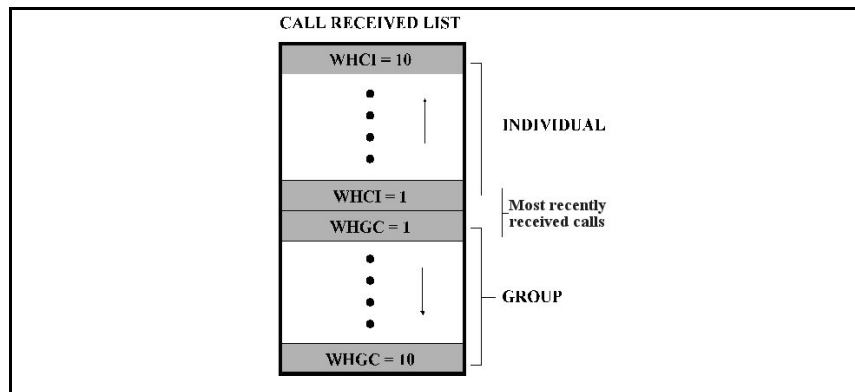 CALL RECEIVED LIST
WHCI = 10
INDIVIDUAL
WHCI = 1
Most recently
received calls
WHGC = 1
GROUP
WHGC = 10